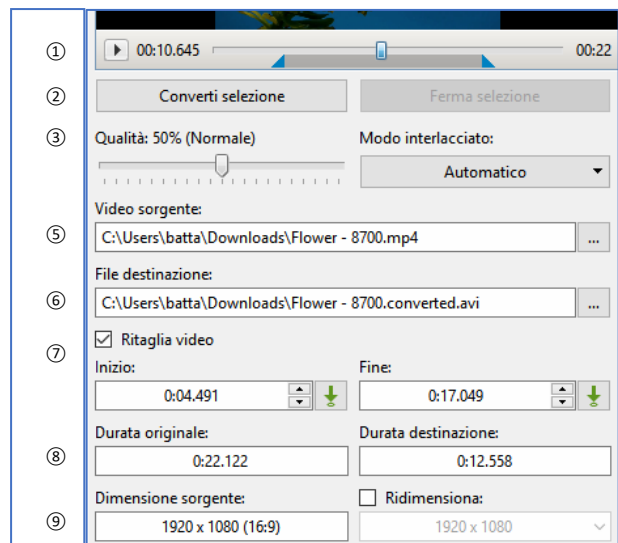 ① 00:10.645 00:22
② Converti selezione Ferma selezione
③ Qualità: 50% (Normale) Modo interlacciato:
Automatico
Video sorgente:
⑤ C:\Users\batta\Downloads\Flower - 8700.mp4 ...
File destinazione:
⑥ C:\Users\batta\Downloads\Flower - 8700.converted.avi ...
Ritaglia video
⑦
Inizio: Fine:
0:04.491 0:17.049
Durata originale: Durata destinazione:
⑧ 0:22.122 0:12.558
Dimensione sorgente: Ridimensiona:
⑨ 1920 x 1080 (16:9) 1920 x 1080